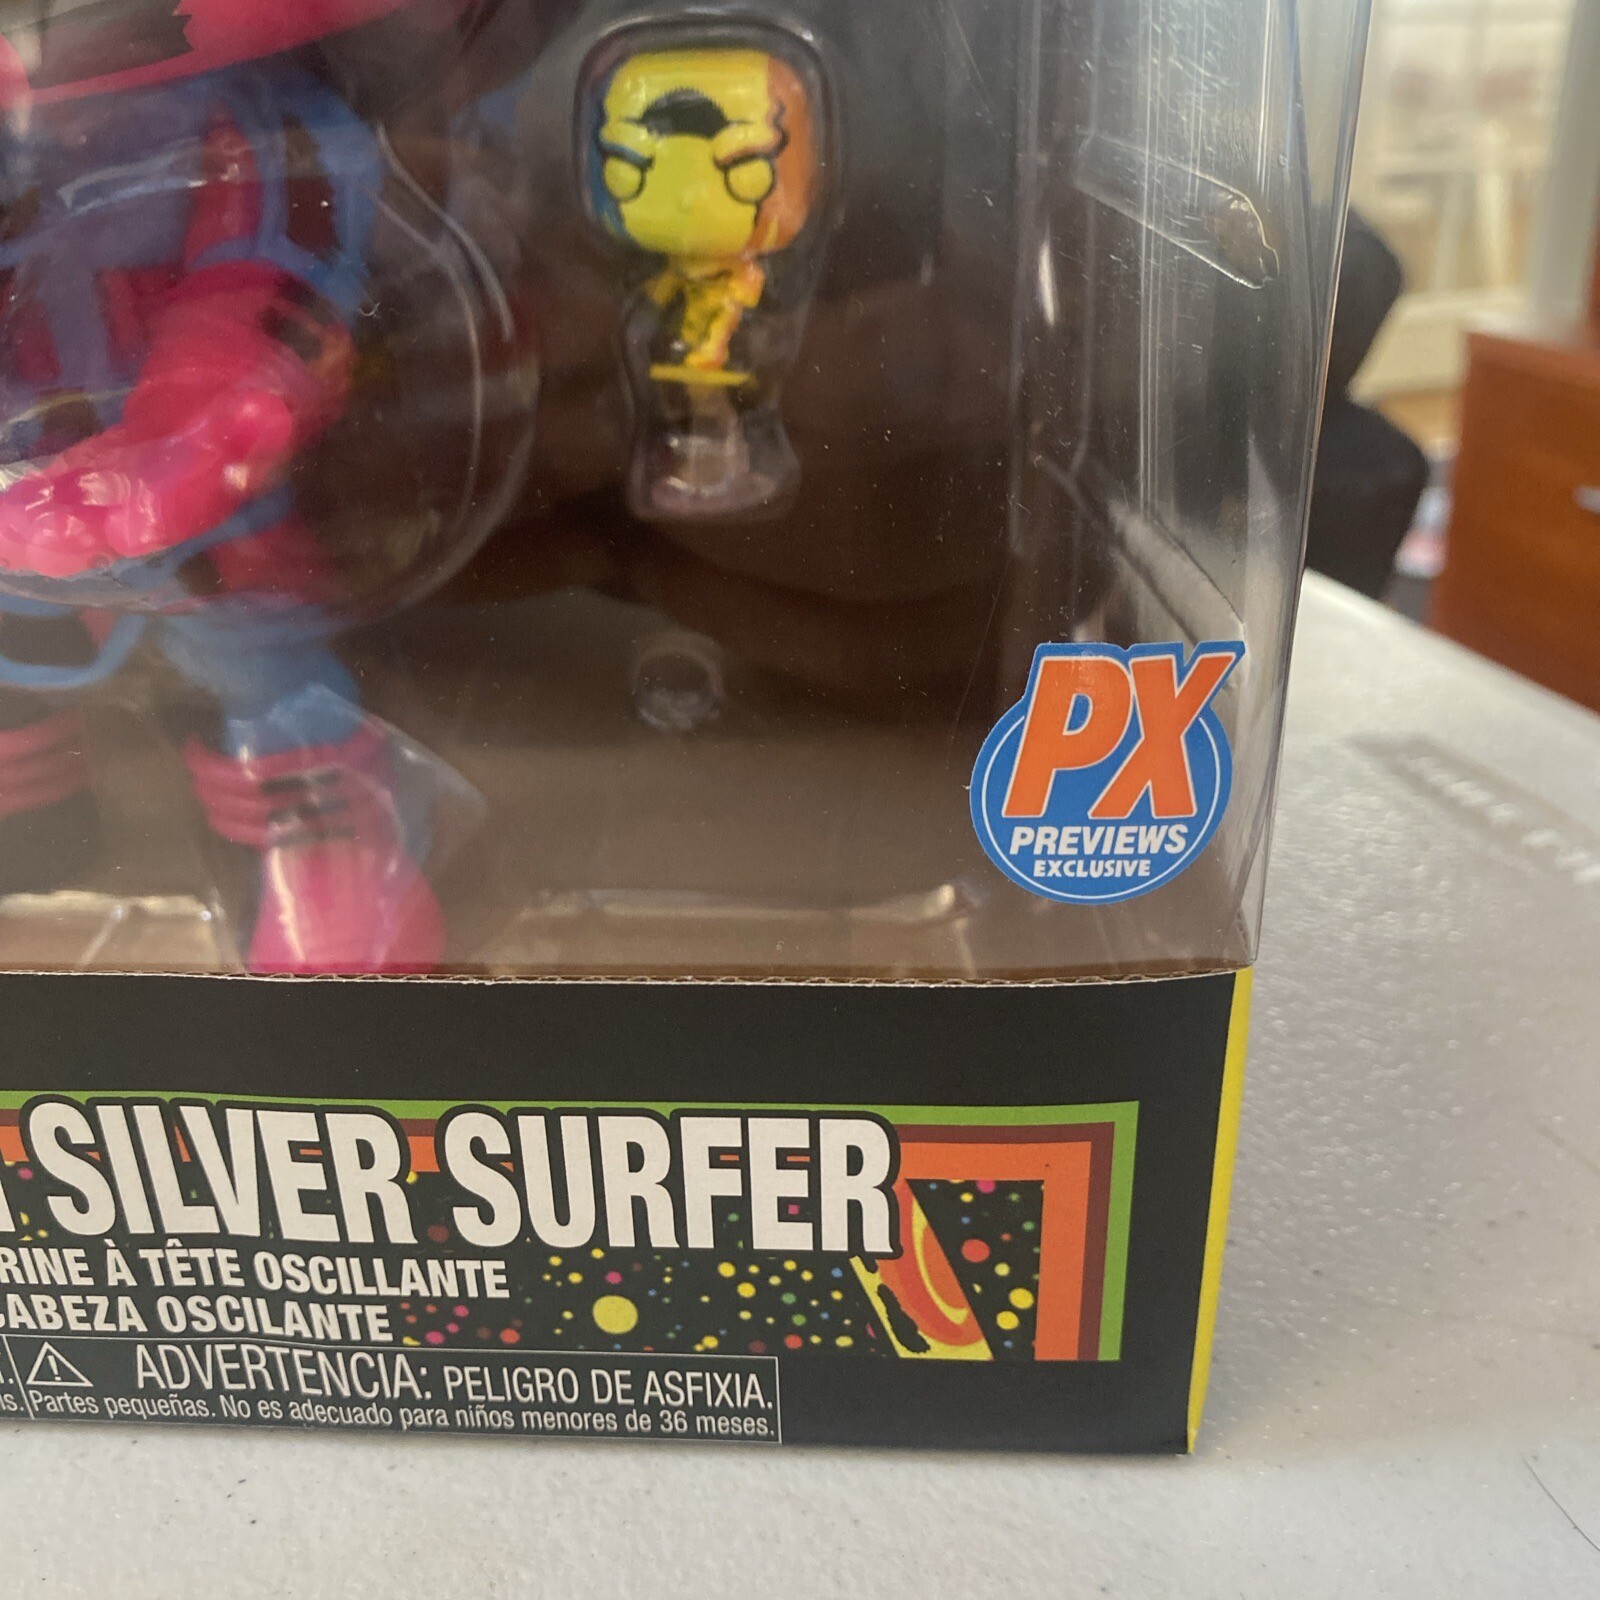 PX
PREVIEWS
EXCLUSIVE
SILVER SURFER
RINE À TÊTE OSCILLANTE
CABEZA OSCILANTE
ADVERTENCIA: PELIGRO DE ASFIXIA.
Partes pequeñas. No es adecuado para niños menores de 36 meses.